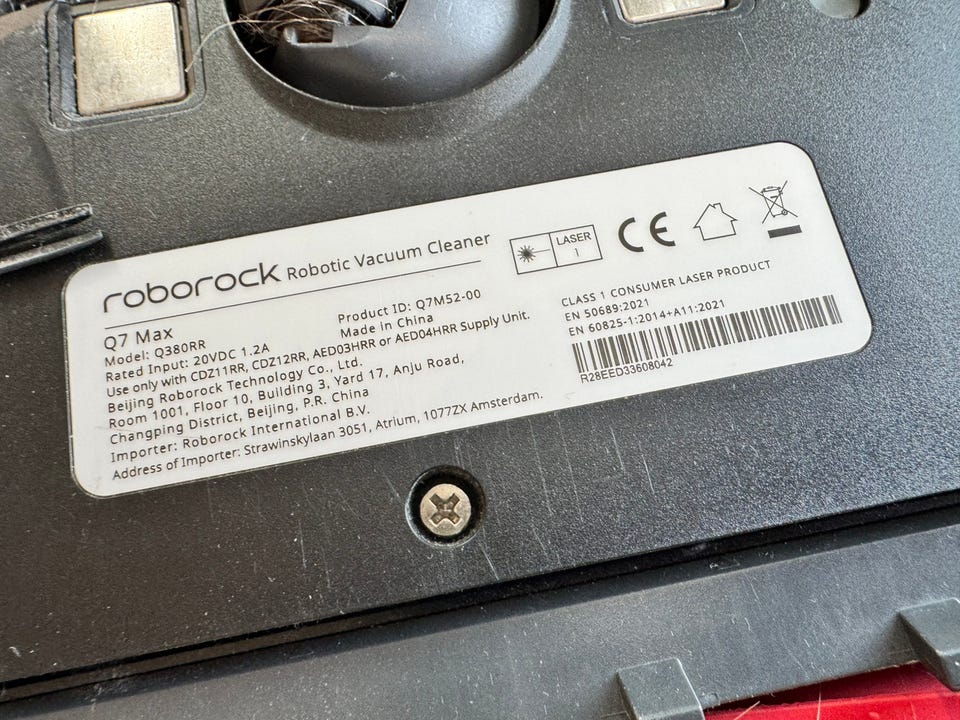 roborock Robotic Vacuum Cleaner
Q7 Max
Model: Q380RR
Product ID: Q7M52-00
Rated Input: 20VDC 1.2A
Made in China
Use only with CDZ11RR, CDZ12RR, AED03HRR or AED04HRR Supply Unit.
Beijing Roborock Technology Co., Ltd.
Room 1001, Floor 10, Building 3, Yard 17, Anju Road,
Changping District, Beijing, P.R. China
Importer: Roborock International B.V.
Address of Importer: Strawinskylaan 3051, Atrium, 1077ZX Amsterdam.
LASER
1
CE
CLASS 1 CONSUMER LASER PRODUCT
EN 50689:2021
EN 60825-1:2014+A11:2021
R28EED33608042